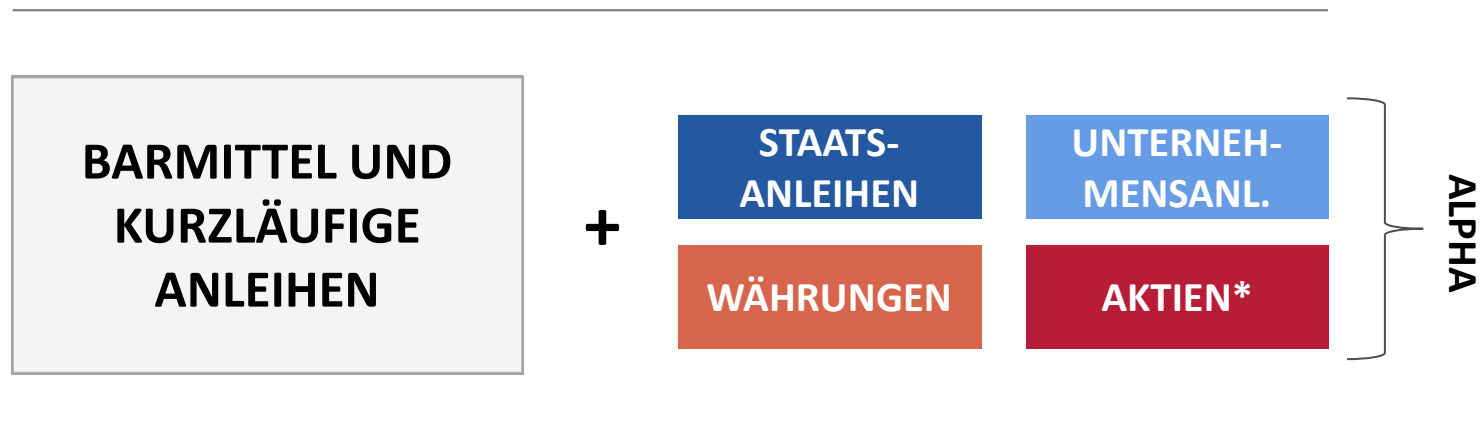 BARMITTEL UND
KURZLÄUFIGE
ANLEIHEN
+
STAATS-
ANLEIHEN
UNTERNEH-
MENSANL.
WÄHRUNGEN
AKTIEN*
ALPHA